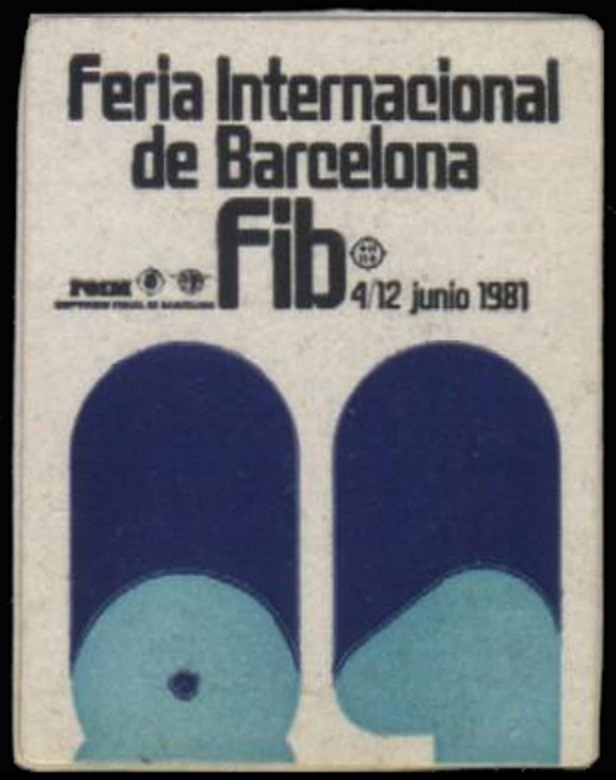 Feria Internacional
de Barcelona
Fib
4/12 junio 1981